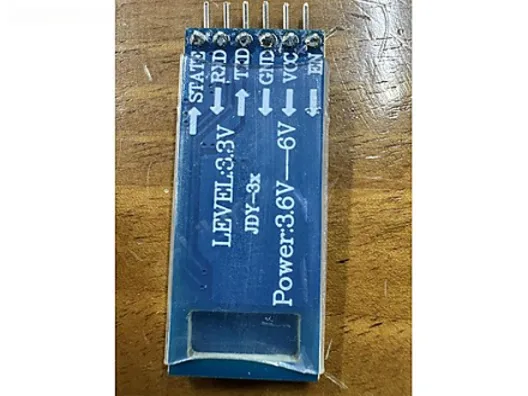 STATE
RXD
TXD
GND
VCC
EN
LEVEL:3.3V
JDY-3x
Power:3.6V—6V